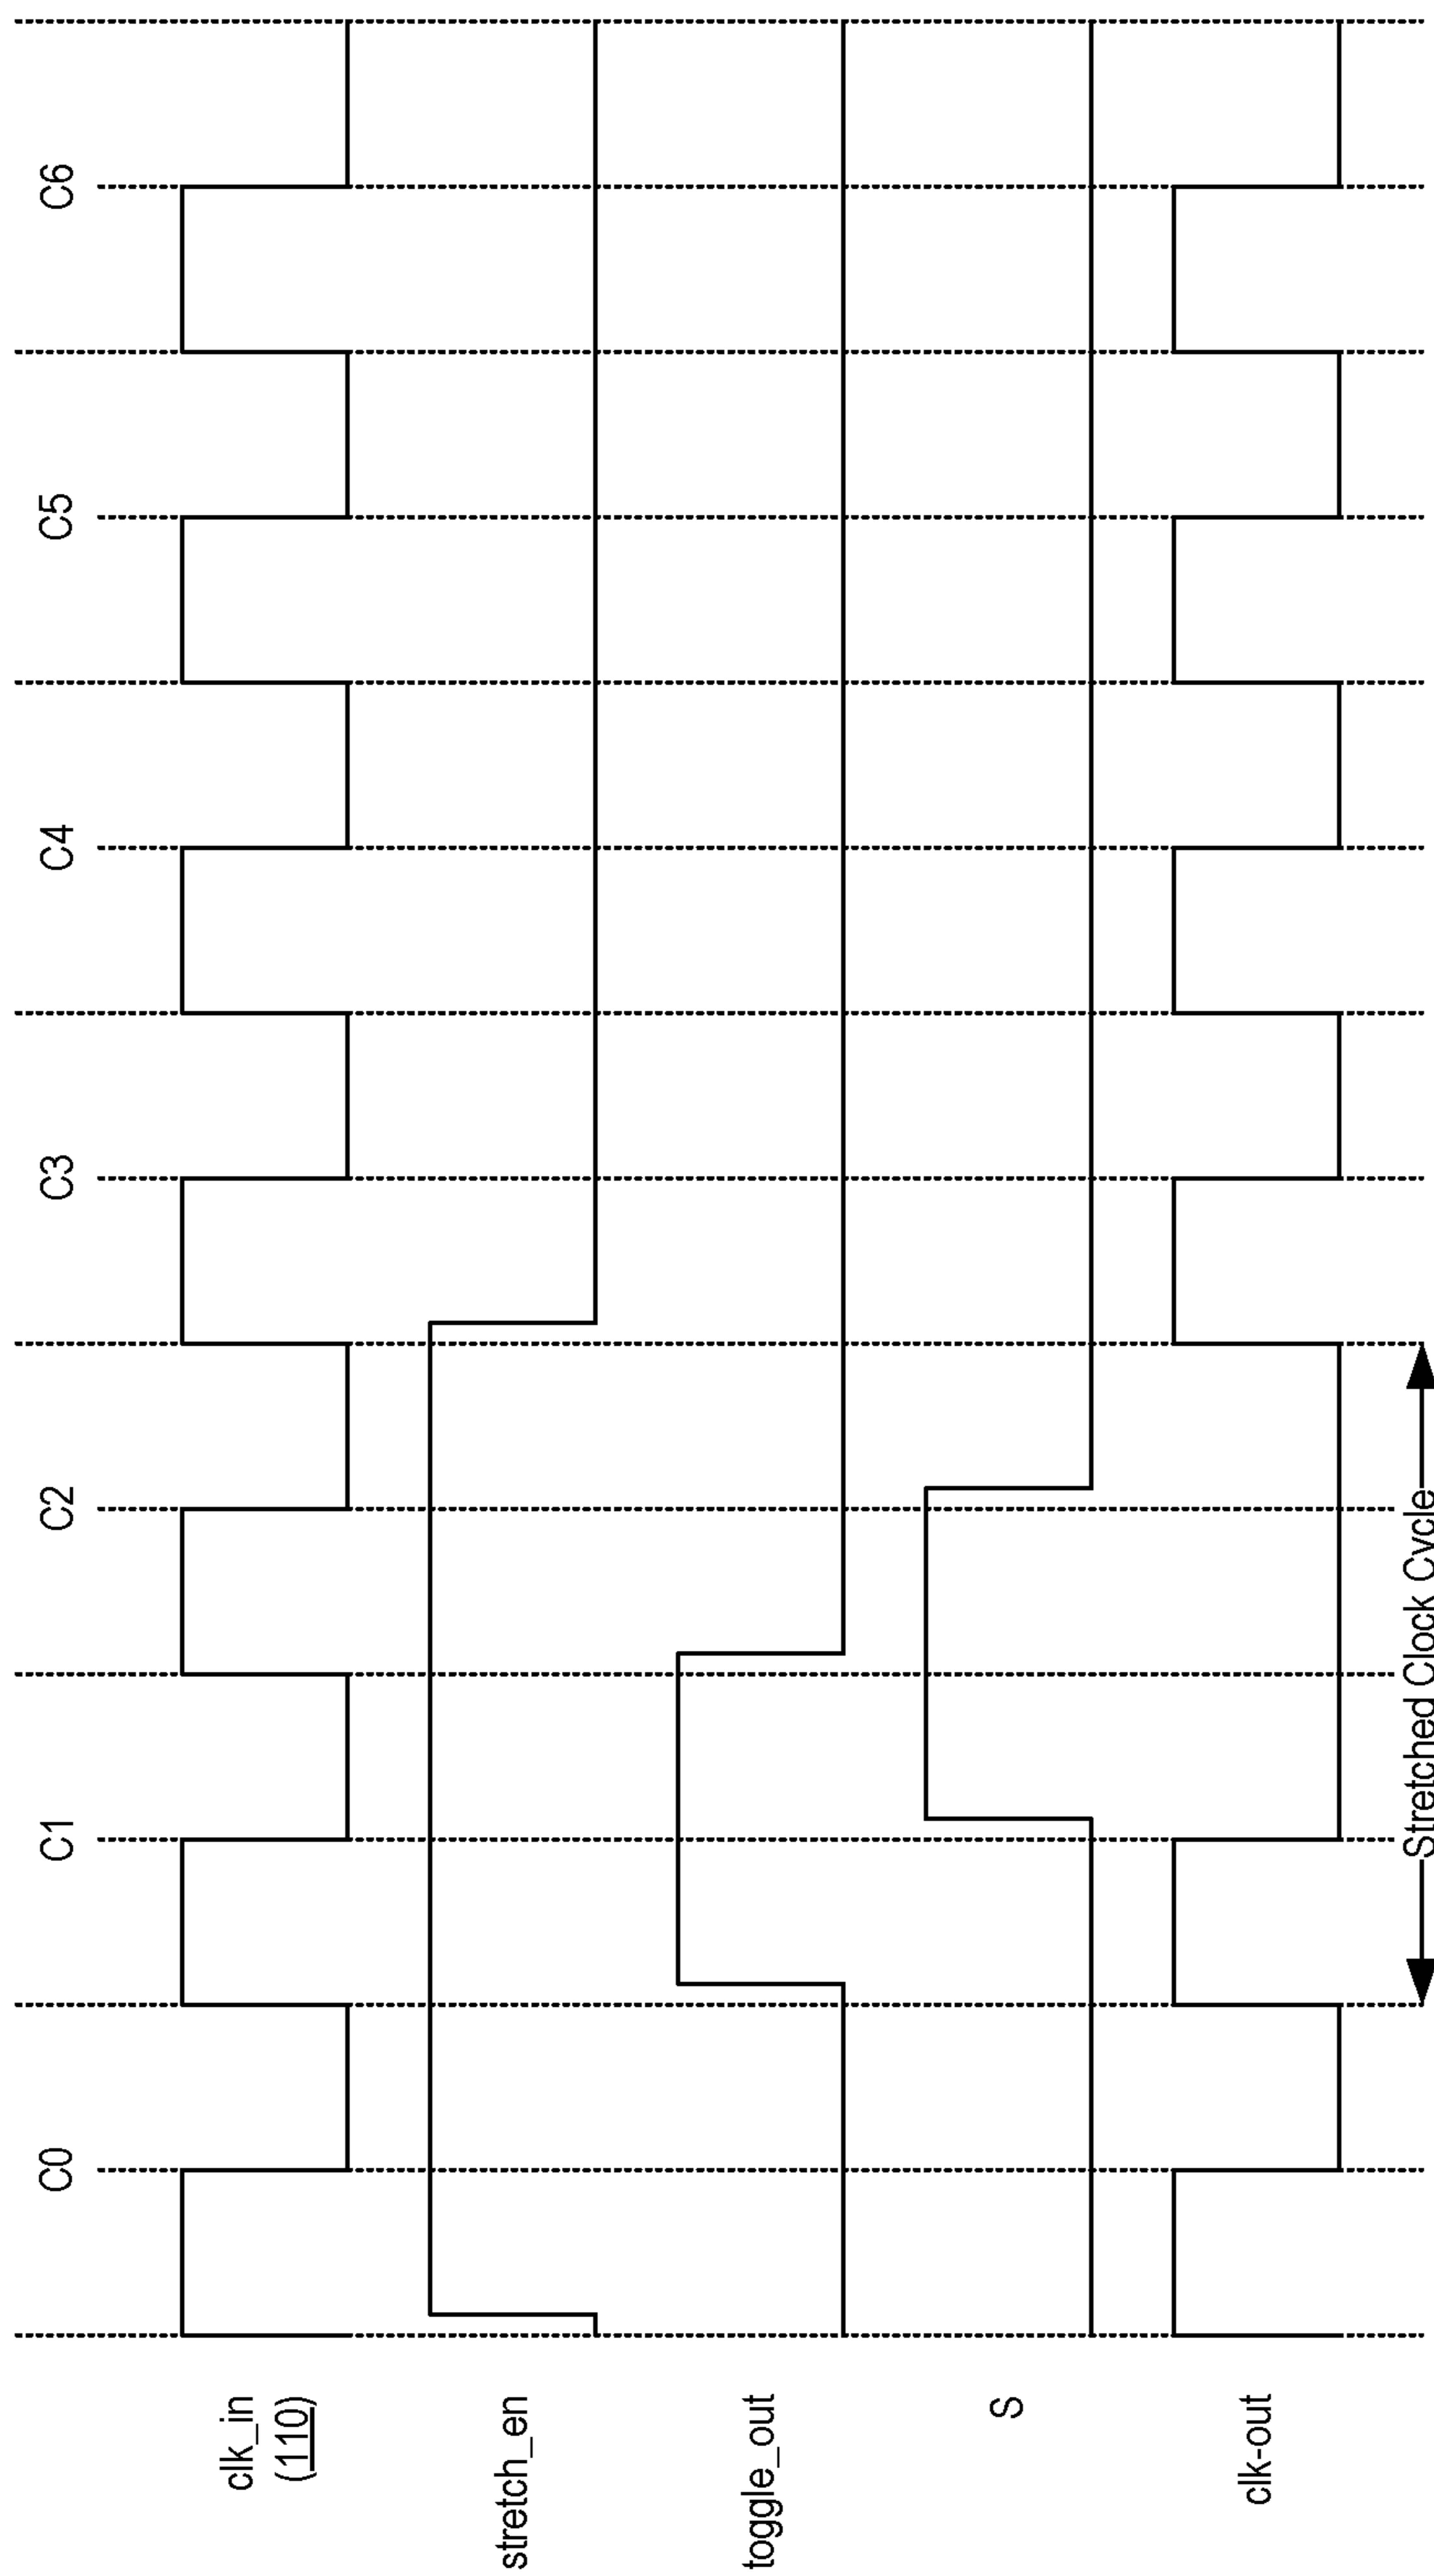 C0
C1
C2
C3
C4
C5
C6
clk_in
(110)
stretch_en
toggle_out
S
clk-out
Stretched Clock Cycle